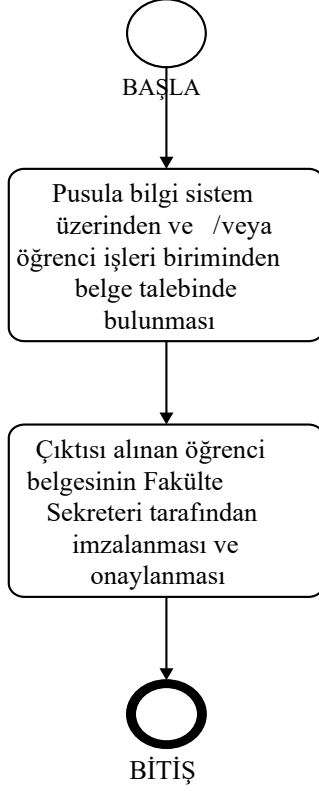 BAŞLA
Pusula bilgi sistem
üzerinden ve /veya
öğrenci işleri biriminden
belge talebinde
bulunması
Çıktısı alınan öğrenci
belgesinin Fakülte
Sekreteri tarafından
imzalanması ve
onaylanması
BİTİŞ